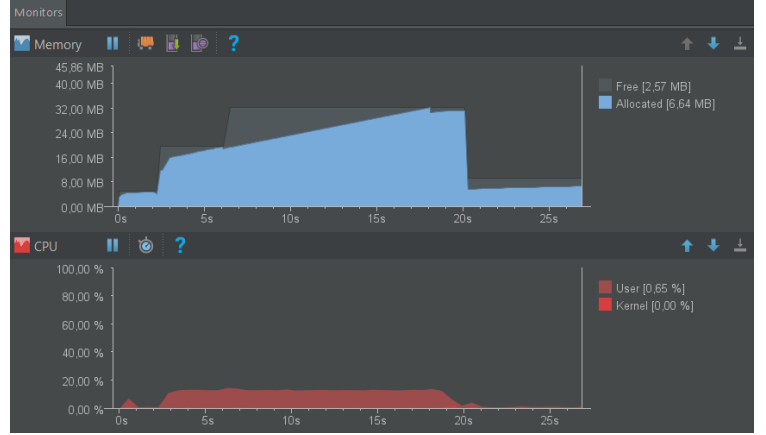 Monitors
Memory ?
45,86 MB
40,00 MB
32,00 MB
24,00 MB
16,00 MB
8,00 MB
0,00 MB
Free [2,57 MB]
Allocated [6,64 MB]
0s 5s 10s 15s 20s 25s
CPU ?
100,00 %
80,00 %
60,00 %
40,00 %
20,00 %
0,00 %
User [0,65 %]
Kernel [0,00 %]
0s 5s 10s 15s 20s 25s